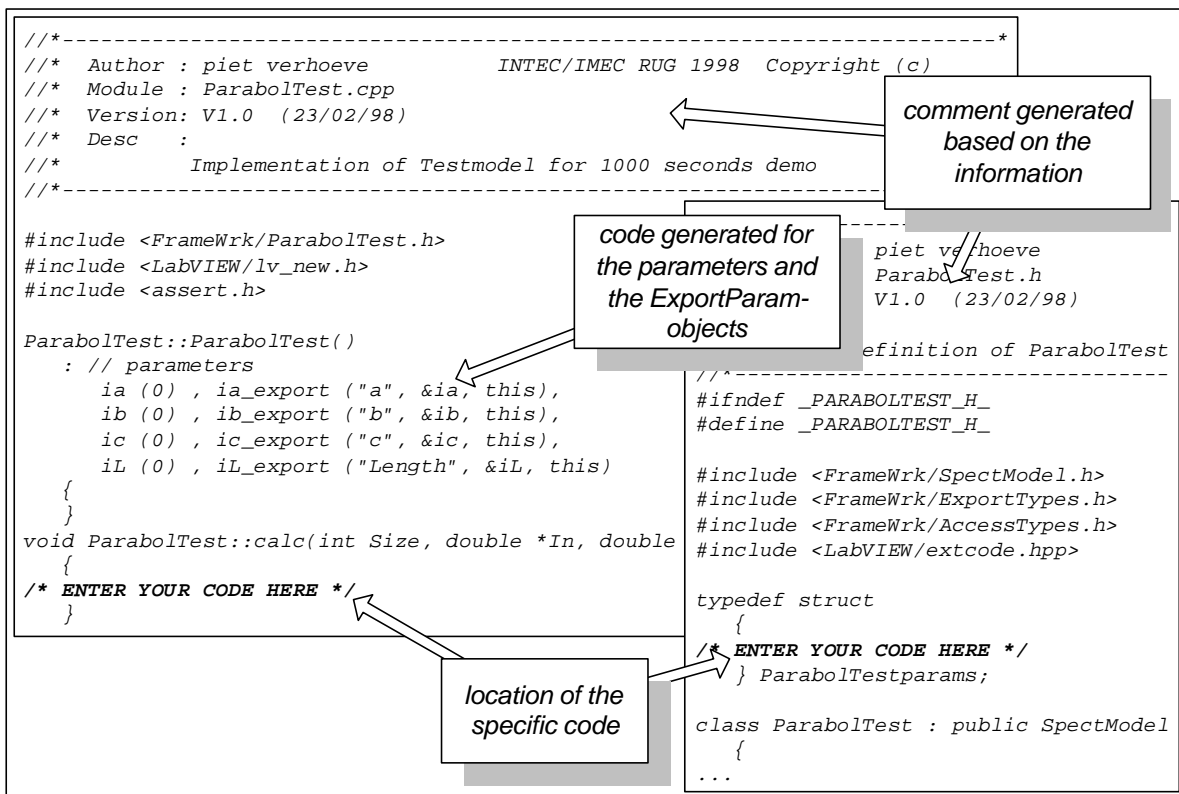 //*-------------------------------------------------------------------------*
//*  Author : piet verhoeve          INTEC/IMEC RUG 1998  Copyright (c)
//*  Module : ParabolTest.cpp
//*  Version: V1.0  (23/02/98)
//*  Desc   :
//*          Implementation of Testmodel for 1000 seconds demo
//*-----------------------------------------------------------------
#include <FrameWrk/ParabolTest.h>
#include <LabVIEW/lv_new.h>
#include <assert.h>
ParabolTest::ParabolTest()
   : // parameters
      ia (0) , ia_export ("a", &ia, this),
      ib (0) , ib_export ("b", &ib, this),
      ic (0) , ic_export ("c", &ic, this),
      iL (0) , iL_export ("Length", &iL, this)
   {
   }
void ParabolTest::calc(int Size, double *In, double
   {
/* ENTER YOUR CODE HERE */
   }
comment generated
based on the
information
code generated for
the parameters and
the ExportParam-
objects
location of the
specific code
piet verhoeve
ParabolTest.h
V1.0  (23/02/98)
efinition of ParabolTest
//*----------------------------------
#ifndef _PARABOLTEST_H_
#define _PARABOLTEST_H_
#include <FrameWrk/SpectModel.h>
#include <FrameWrk/ExportTypes.h>
#include <FrameWrk/AccessTypes.h>
#include <LabVIEW/extcode.hpp>
typedef struct
   {
/* ENTER YOUR CODE HERE */
   } ParabolTestparams;
class ParabolTest : public SpectModel
   {
...